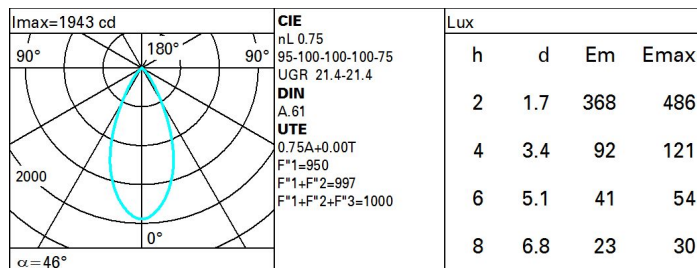 Imax=1943 cd
90°
180°
90°
2000
0°
α=46°
CIE
nL 0.75
95-100-100-100-75
UGR 21.4-21.4
DIN
A.61
UTE
0.75A+0.00T
F"1=950
F"1+F"2=997
F"1+F"2+F"3=1000
Lux
h d Em Emax
2 1.7 368 486
4 3.4 92 121
6 5.1 41 54
8 6.8 23 30